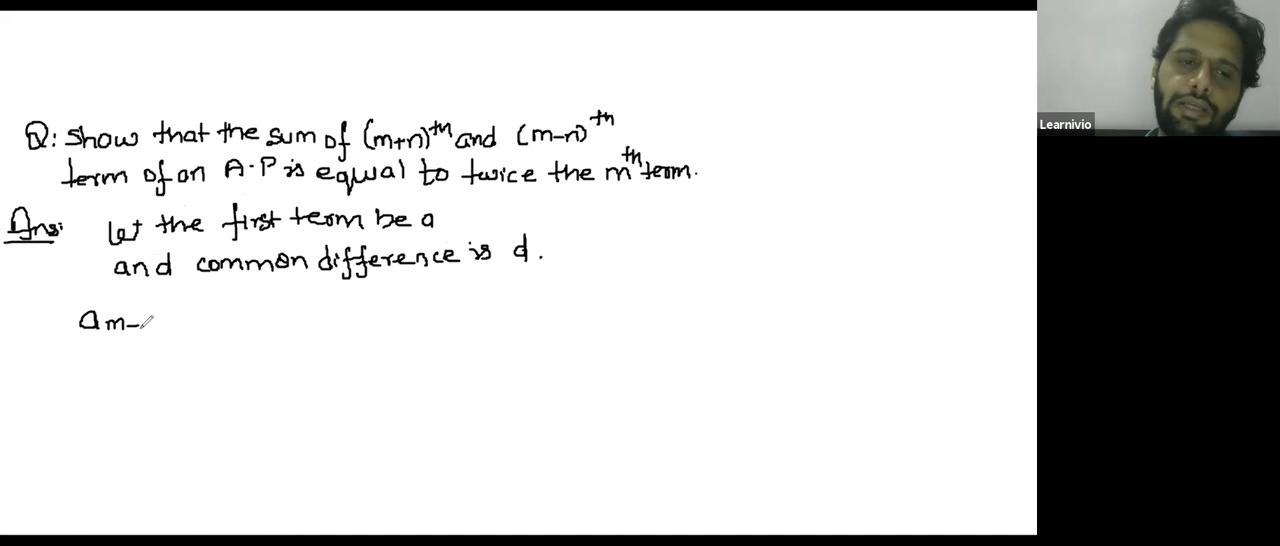 Q: Show that the sum of (m+n)th and (m-n)th
term of an A.P is equal to twice the mth term.
Ans: Let the first term be a
and common difference is d.
am-
Learnivio